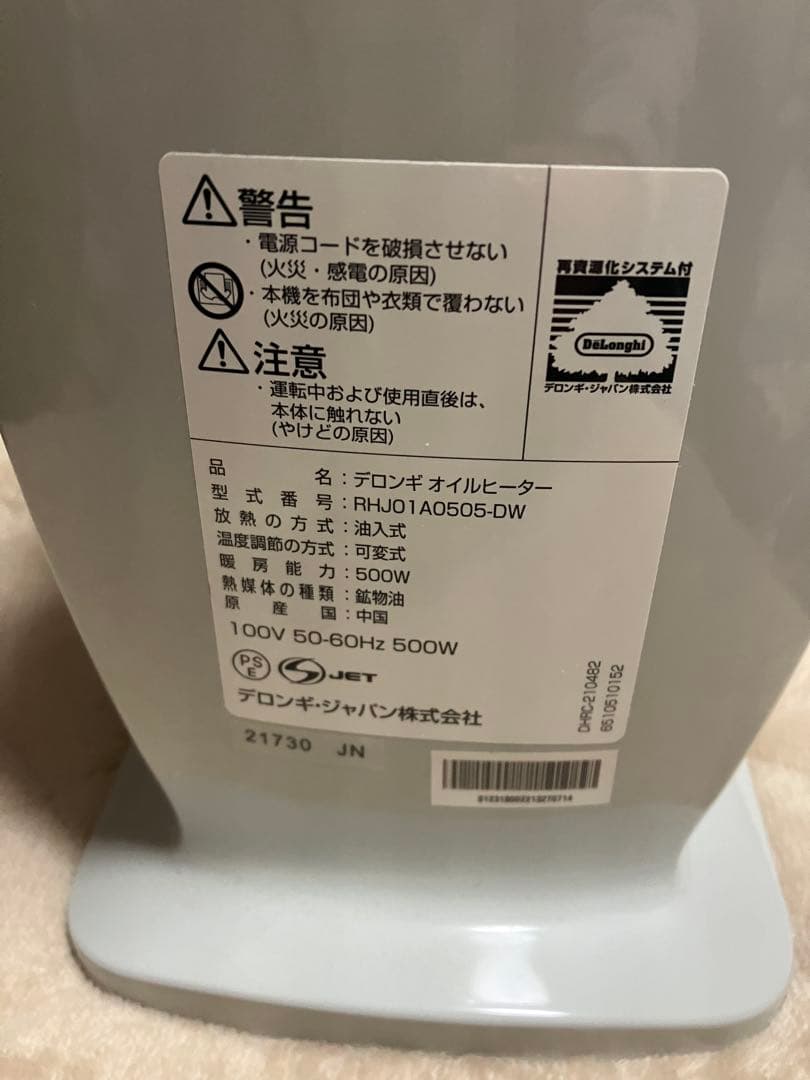 警告
・電源コードを破損させない
(火災・感電の原因)
・本機を布団や衣類で覆わない
(火災の原因)
注意
・運転中および使用直後は、
本体に触れない
(やけどの原因)
再資源化システム付
DeLonghi
デロンギ・ジャパン株式会社
品名：デロンギ オイルヒーター
型式番号：RHJ01A0505-DW
放熱の方式：油入式
温度調節の方式：可変式
暖房能力：500W
熱媒体の種類：鉱物油
原産国：中国
100V 50-60Hz 500W
PSE JET
デロンギ・ジャパン株式会社
DHRC-210482
6510510152
21730 JN